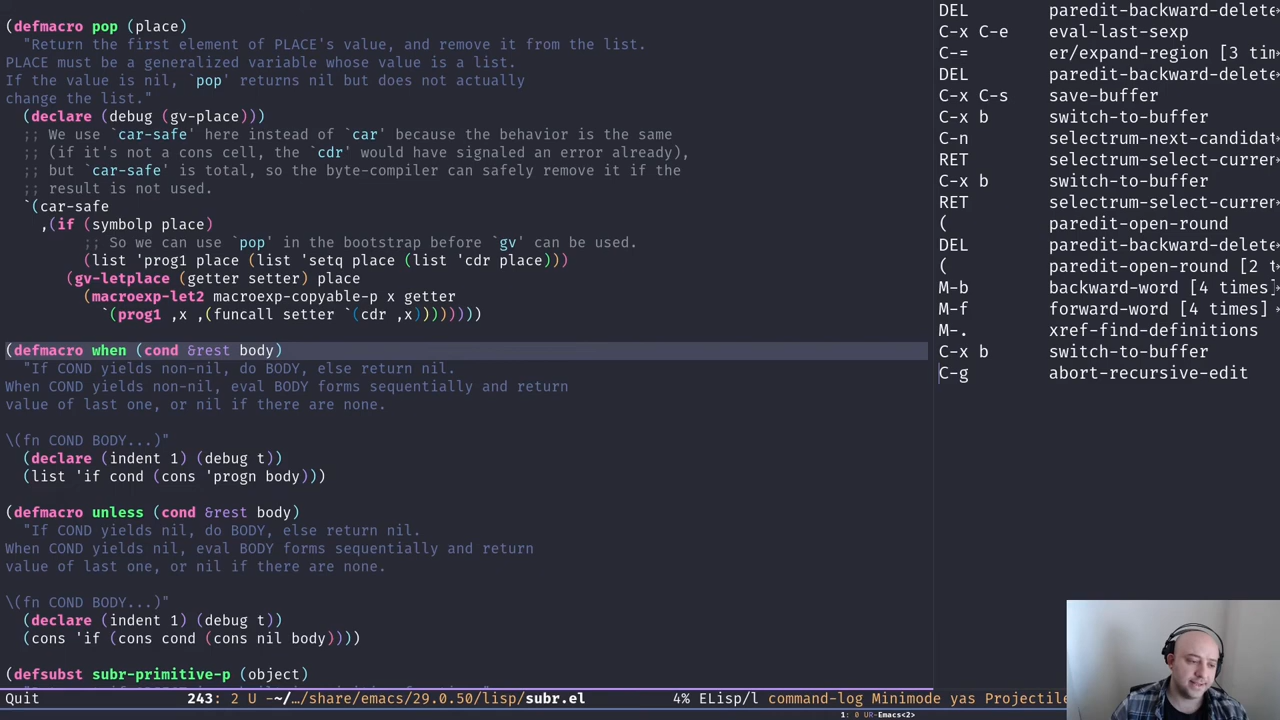 (defmacro pop (place)
"Return the first element of PLACE's value, and remove it from the list.
PLACE must be a generalized variable whose value is a list.
If the value is nil, `pop' returns nil but does not actually
change the list."
(declare (debug (gv-place)))
;; We use `car-safe' here instead of `car' because the behavior is the same
;; (if it's not a cons cell, the `cdr' would have signaled an error already),
;; but `car-safe' is total, so the byte-compiler can safely remove it if the
;; result is not used.
`(car-safe
,(if (symbolp place)
;; So we can use `pop' in the bootstrap before `gv' can be used.
(list 'prog1 place (list 'setq place (list 'cdr place)))
(gv-letplace (getter setter) place
(macroexp-let2 macroexp-copyable-p x getter
`(prog1 ,x ,(funcall setter `(cdr ,x))))))))
(defmacro when (cond &rest body)
"If COND yields non-nil, do BODY, else return nil.
When COND yields non-nil, eval BODY forms sequentially and return
value of last one, or nil if there are none.
\(fn COND BODY...)"
(declare (indent 1) (debug t))
(list 'if cond (cons 'progn body)))
(defmacro unless (cond &rest body)
"If COND yields nil, do BODY, else return nil.
When COND yields nil, eval BODY forms sequentially and return
value of last one, or nil if there are none.
\(fn COND BODY...)"
(declare (indent 1) (debug t))
(cons 'if (cons cond (cons nil body))))
(defsubst subr-primitive-p (object)
Quit 243: 2 U -~/…/share/emacs/29.0.50/lisp/subr.el 4% ELisp/l command-log Minimode yas Projectile
1: 0 UR-Emacs<2>
DEL paredit-backward-delete
C-x C-e eval-last-sexp
C-= er/expand-region [3 tim
DEL paredit-backward-delete
C-x C-s save-buffer
C-x b switch-to-buffer
C-n selectrum-next-candidat
RET selectrum-select-curren
C-x b switch-to-buffer
RET selectrum-select-curren
( paredit-open-round
DEL paredit-backward-delete
( paredit-open-round [2 t
M-b backward-word [4 times]
M-f forward-word [4 times]
M-. xref-find-definitions
C-x b switch-to-buffer
C-g abort-recursive-edit